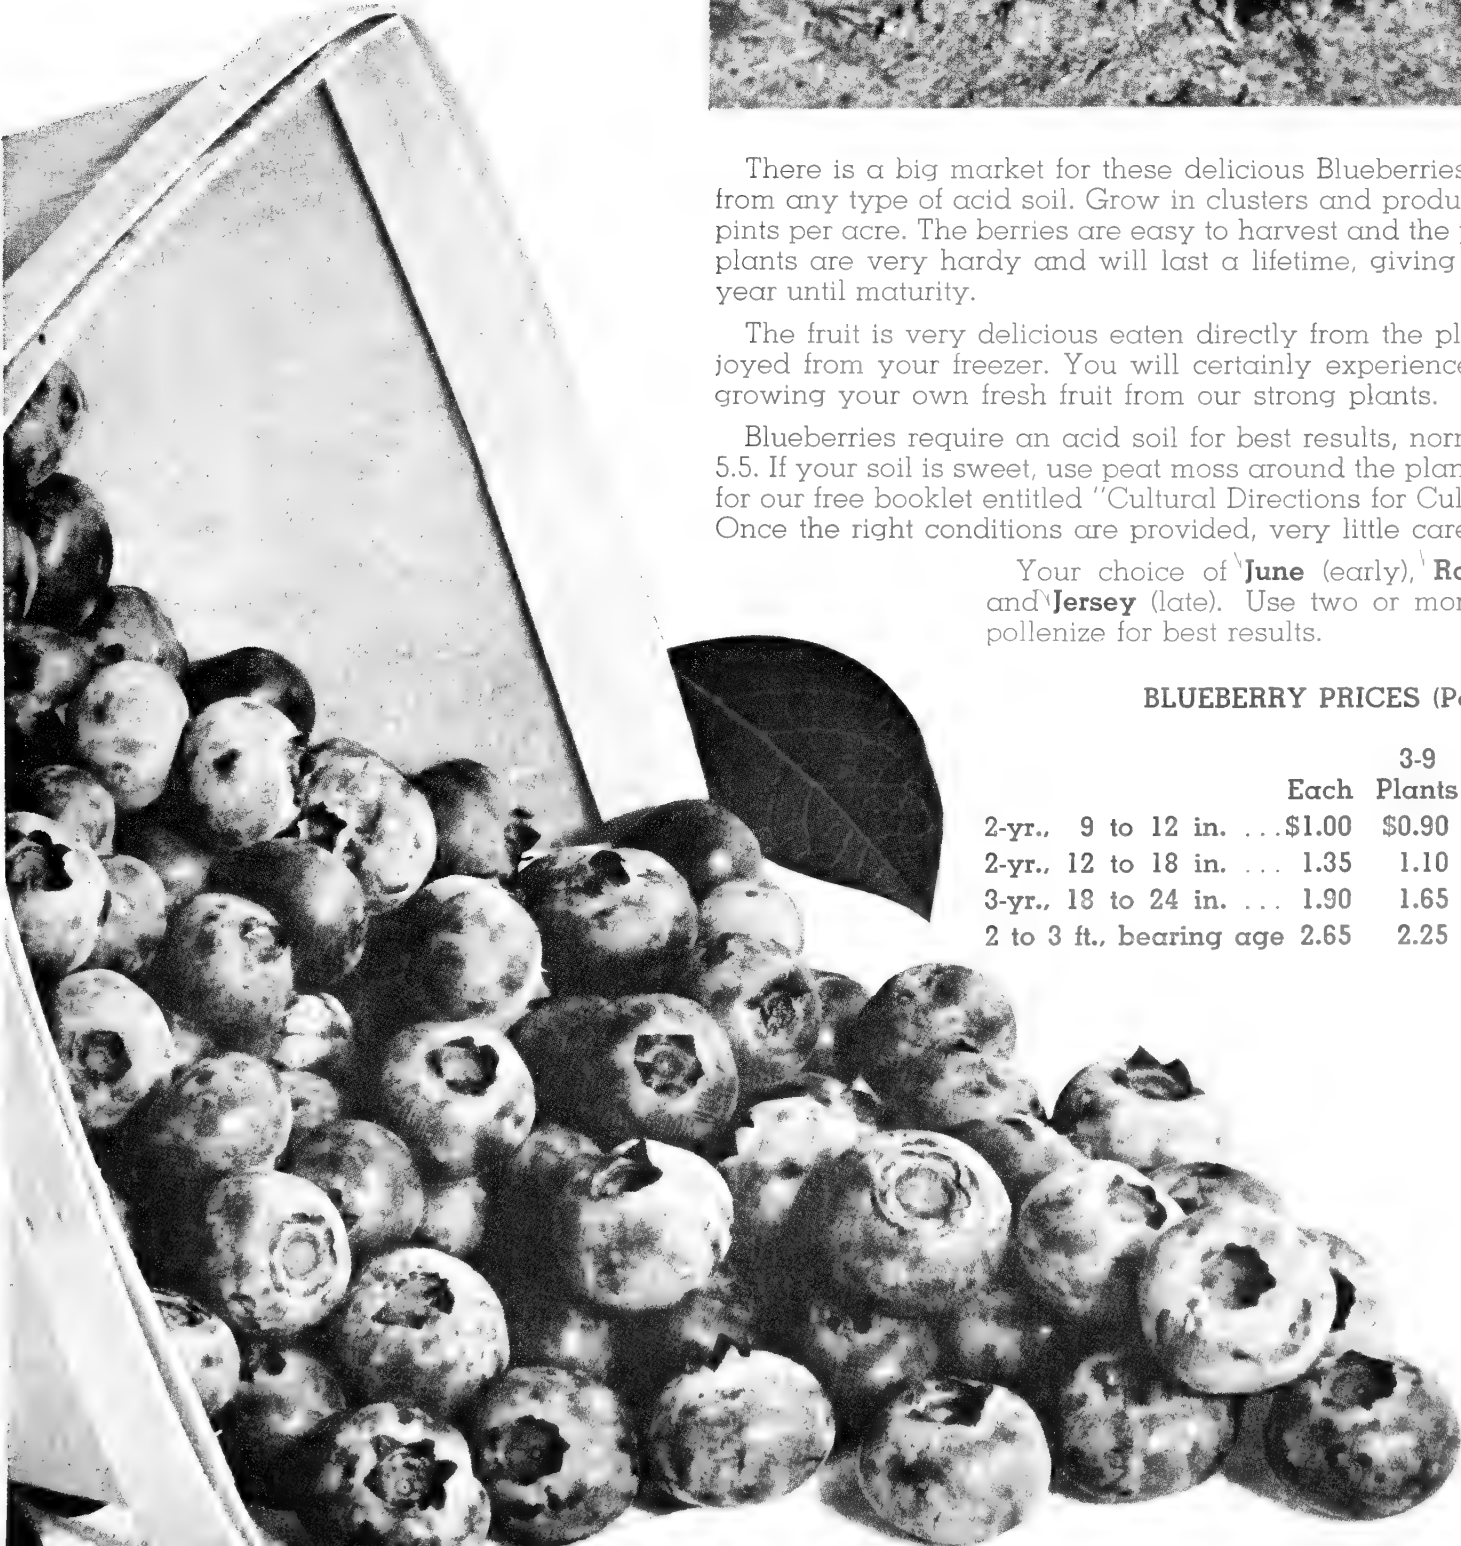 There is a big market for these delicious Blueberries
from any type of acid soil. Grow in clusters and produ
pints per acre. The berries are easy to harvest and the
plants are very hardy and will last a lifetime, giving
year until maturity.
The fruit is very delicious eaten directly from the pl
joyed from your freezer. You will certainly experience
growing your own fresh fruit from our strong plants.
Blueberries require an acid soil for best results, norm
5.5. If your soil is sweet, use peat moss around the plan
for our free booklet entitled "Cultural Directions for Cul
Once the right conditions are provided, very little care
Your choice of June (early), Ra
and Jersey (late). Use two or mor
pollenize for best results.
BLUEBERRY PRICES (Po
3-9
Each Plants
2-yr., 9 to 12 in. ...$1.00 $0.90
2-yr., 12 to 18 in. ... 1.35 1.10
3-yr., 18 to 24 in. ... 1.90 1.65
2 to 3 ft., bearing age 2.65 2.25